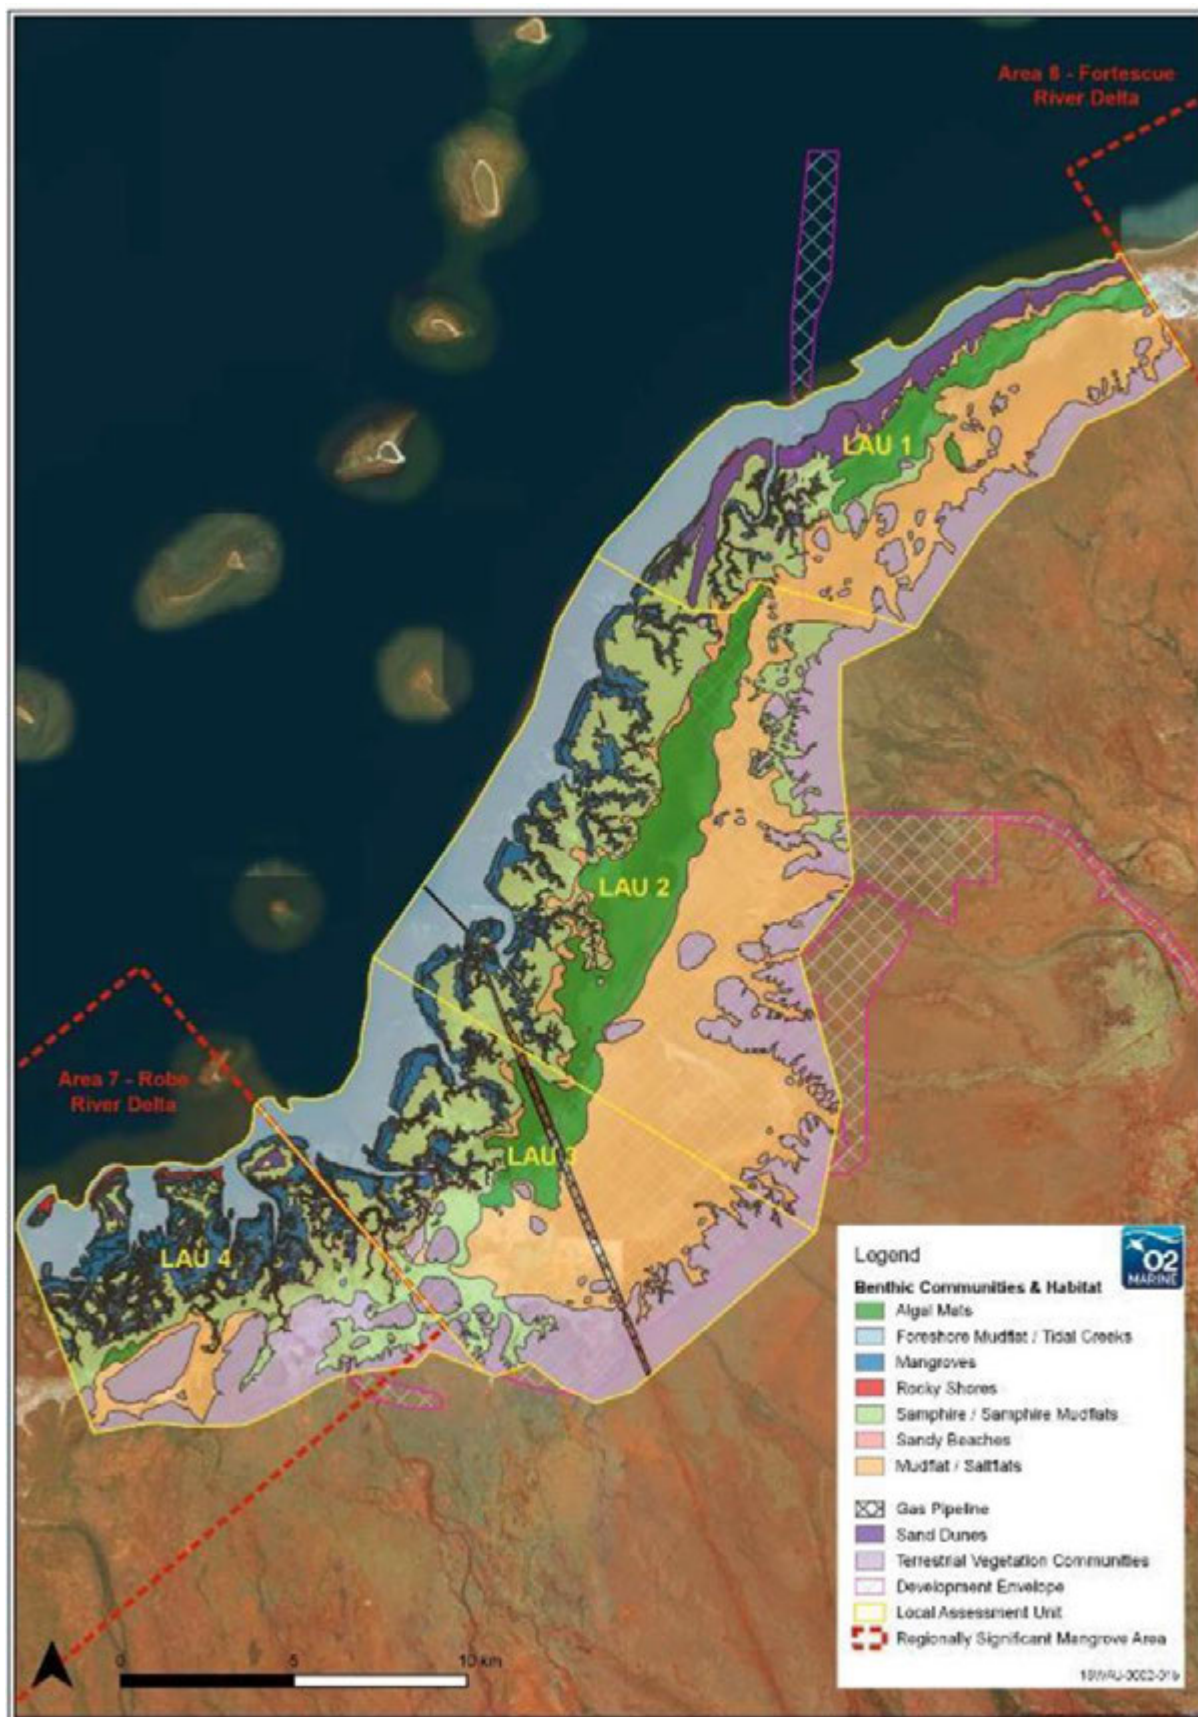 Area 8 - Fortescue
River Delta
LAU 1
LAU 2
Area 7 - Robe
River Delta
LAU 3
LAU 4
Legend
O2
MARINE
Benthic Communities & Habitat
Algal Mats
Foreshore Mudflat / Tidal Creeks
Mangroves
Rocky Shores
Samphire / Samphire Mudflats
Sandy Beaches
Mudflat / Saltflats
Gas Pipeline
Sand Dunes
Terrestrial Vegetation Communities
Development Envelope
Local Assessment Unit
Regionally Significant Mangrove Area
0 5 10 km